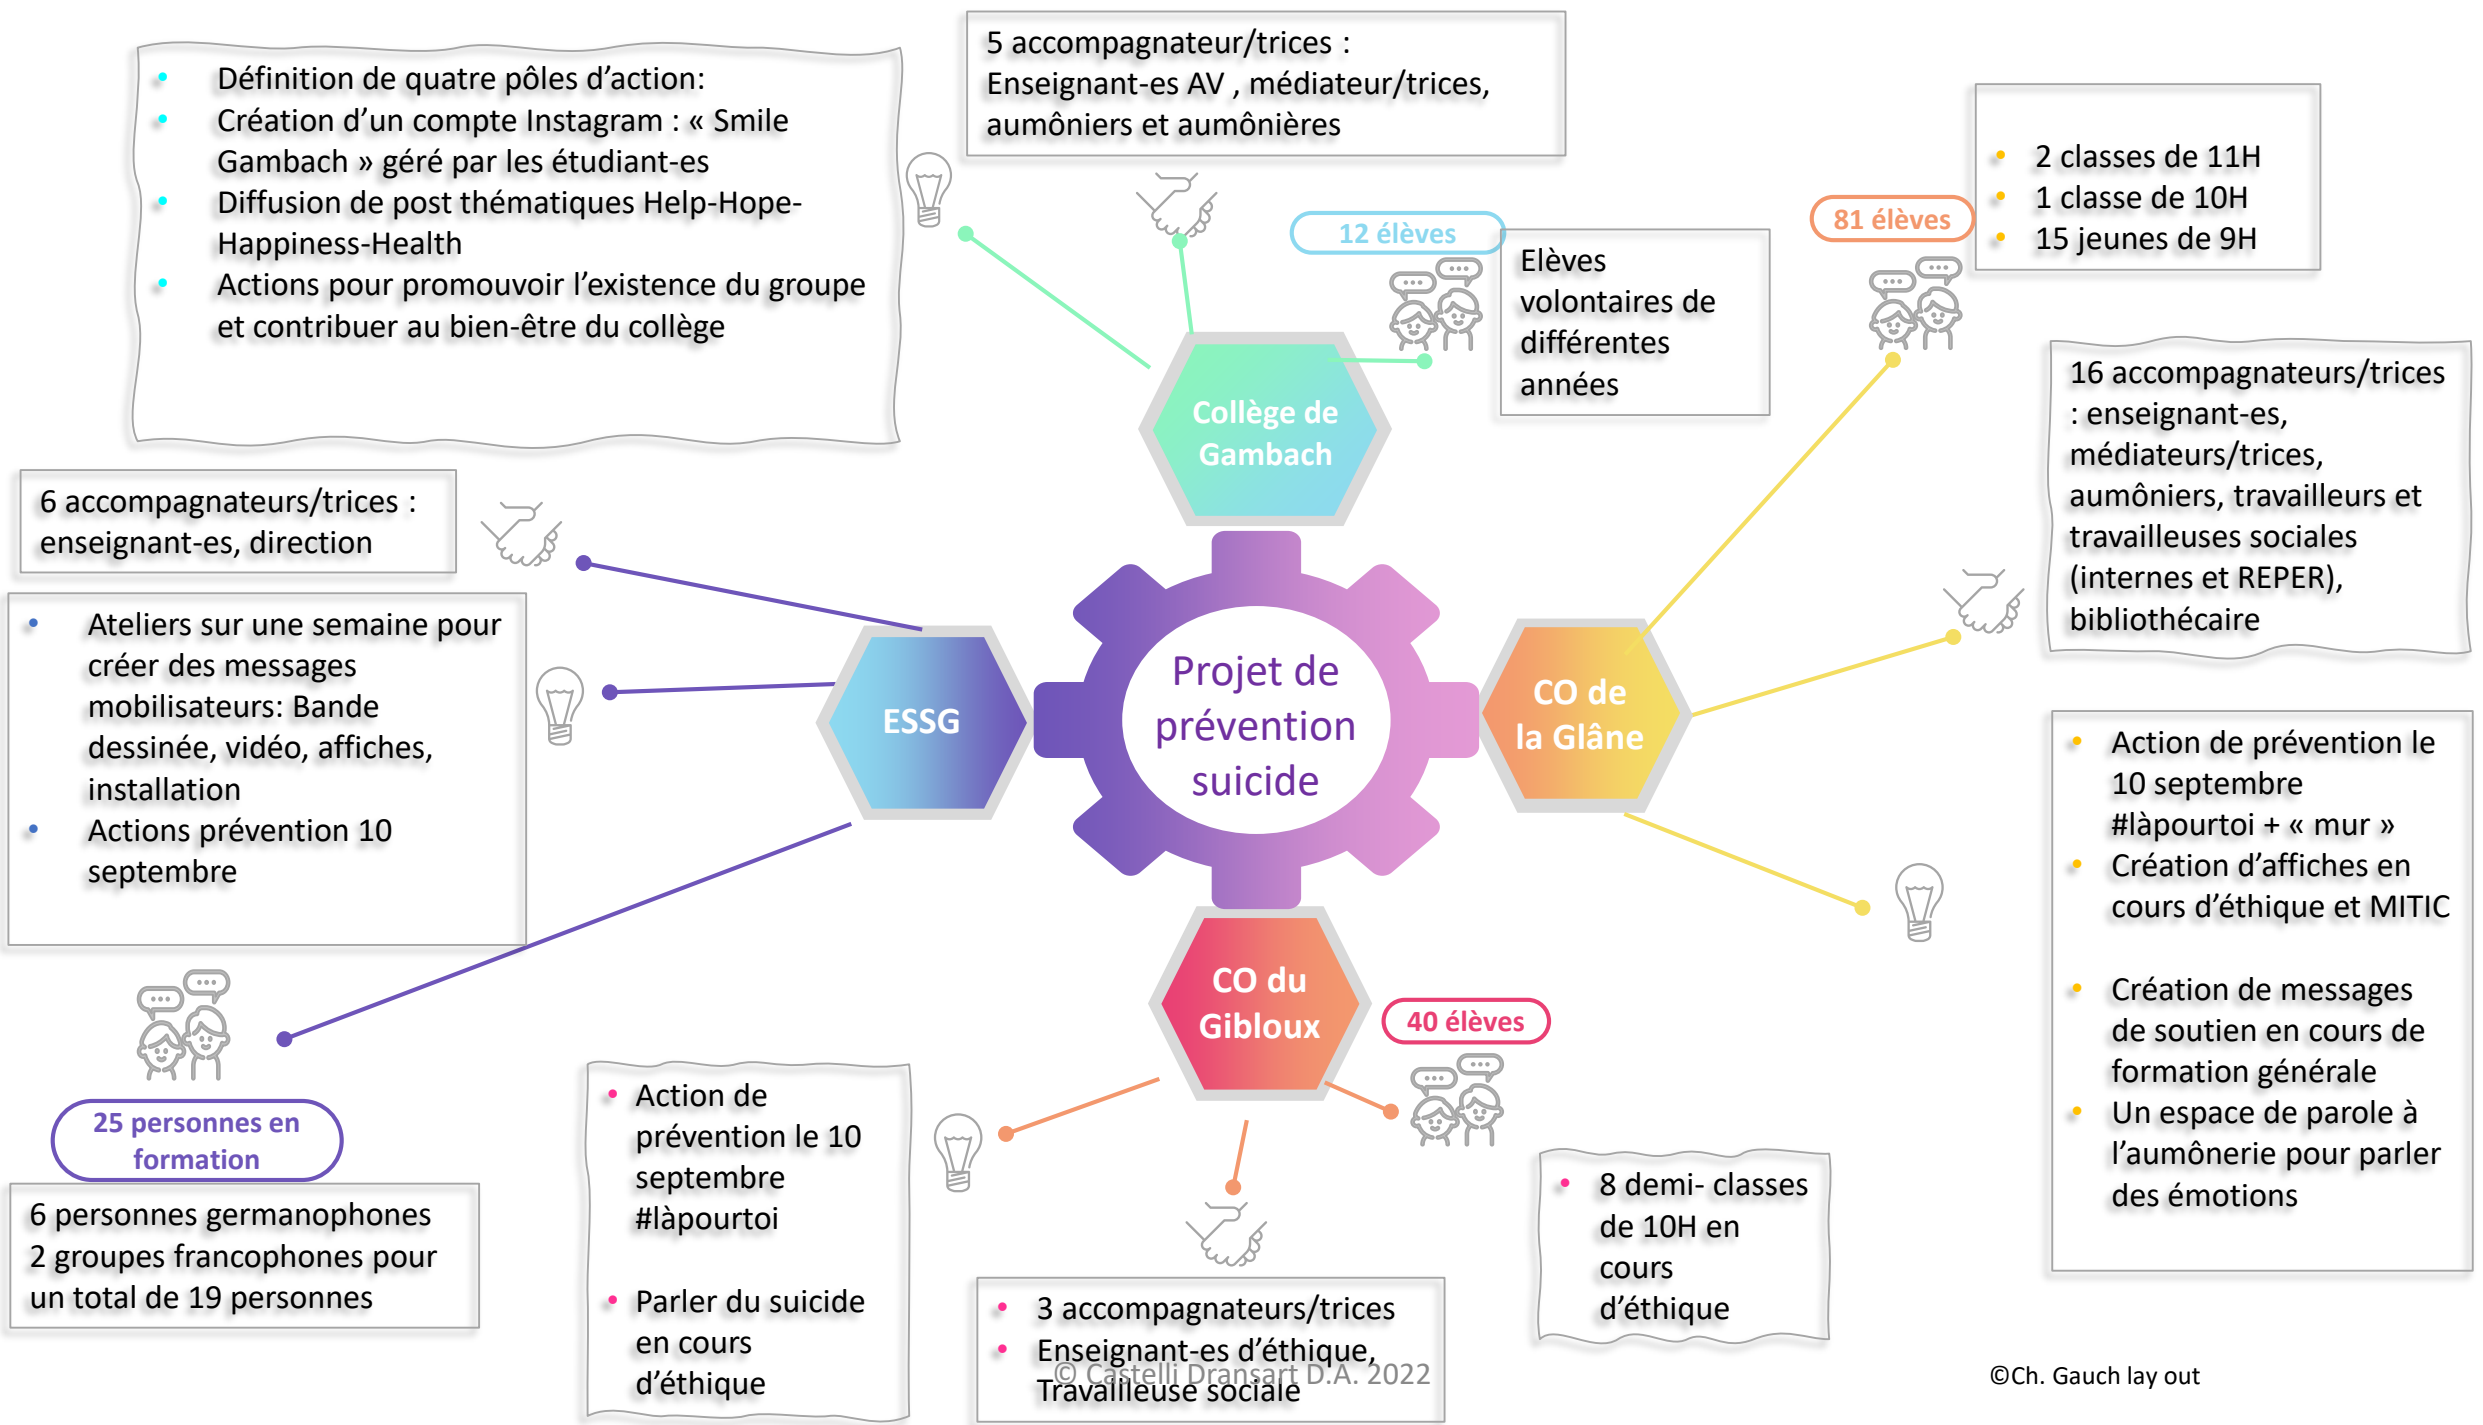 • Définition de quatre pôles d’action:
• Création d’un compte Instagram : « Smile
Gambach » géré par les étudiant-es
• Diffusion de post thématiques Help-Hope-
Happiness-Health
• Actions pour promouvoir l’existence du groupe
et contribuer au bien-être du collège
5 accompagnateur/trices :
Enseignant-es AV , médiateur/trices,
aumôniers et aumônières
12 élèves
Elèves
volontaires de
différentes
années
Collège de
Gambach
81 élèves
• 2 classes de 11H
• 1 classe de 10H
• 15 jeunes de 9H
16 accompagnateurs/trices
: enseignant-es,
médiateurs/trices,
aumôniers, travailleurs et
travailleuses sociales
(internes et REPER),
bibliothécaire
6 accompagnateurs/trices :
enseignant-es, direction
• Ateliers sur une semaine pour
créer des messages
mobilisateurs: Bande
dessinée, vidéo, affiches,
installation
• Actions prévention 10
septembre
ESSG
Projet de
prévention
suicide
CO de
la Glâne
• Action de prévention le
10 septembre
#làpourtoi + « mur »
• Création d’affiches en
cours d’éthique et MITIC
• Création de messages
de soutien en cours de
formation générale
• Un espace de parole à
l’aumônerie pour parler
des émotions
25 personnes en
formation
6 personnes germanophones
2 groupes francophones pour
un total de 19 personnes
CO du
Gibloux
40 élèves
• Action de
prévention le 10
septembre
#làpourtoi
• Parler du suicide
en cours
d’éthique
• 3 accompagnateurs/trices
• Enseignant-es d’éthique,
Travailleuse sociale
• 8 demi- classes
de 10H en
cours
d’éthique
© Castelli Dransart D.A. 2022
©Ch. Gauch lay out